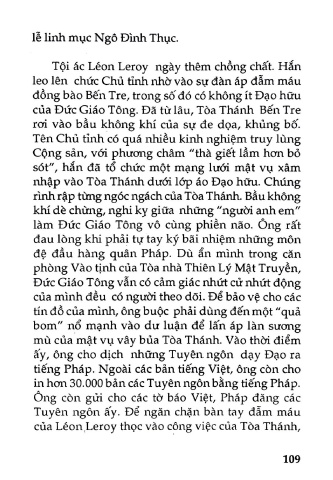 lễ linh mục Ngô Đình Thục.
Tội ác Léon Leroy ngày thêm chồng chất. Hắn
leo lên chức Chủ tỉnh nhờ vào sự đàn áp đẫm máu
đồng bào Bến Tre, trong số đó có không ít Đạo hữu
của Đức Giáo Tông. Đã từ lâu, Tòa Thánh Bến Tre
rơi vào bầu không khí của sự đe dọa, khủng bố.
Tên Chủ tỉnh có quá nhiều kinh nghiệm truy lùng
Cộng sản, với phương châm “thà giết lầm hơn bỏ
sót”, hắn đã tổ chức một mạng lưới mật vụ xâm
nhập vào Tòa Thánh dưới lớp áo Đạo hữu. Chúng
rình rập từng ngóc ngách của Tòa Thánh. Bầu không
khí dè chừng, nghi kỵ giữa những “người anh em”
làm Đức Giáo Tông vô cùng phiền não. Ông rất
đau lòng khi phải tự tay ký bãi nhiệm những môn
đệ đầu hàng quân Pháp. Dù ẩn mình trong căn
phòng Vào tịnh của Tòa nhà Thiên Lý Mật Truyền,
Đức Giáo Tông vẫn có cảm giác nhứt cử nhứt động
của mình đều có người theo dõi. Để bảo vệ cho các
tín đồ của mình, ông buộc phải dùng đến một “quả
bom” nổ mạnh vào dư luận để lấn áp làn sương
mù của mật vụ vây bủa Tòa Thánh. Vào thời điểm
ấy, ông cho dịch những Tuyên ngôn dạy Đạo ra
tiếng Pháp. Ngoài các bản tiếng Việt, ông còn cho
in hơn 30.000 bản các Tuyên ngôn bằng tiếng Pháp.
Ông còn gửi cho các tờ báo Việt, Pháp đăng các
Tuyên ngôn ấy. Để ngăn chặn bàn tay đẫm máu
của Léon Leroy thọc vào công việc của Tòa Thánh,
109